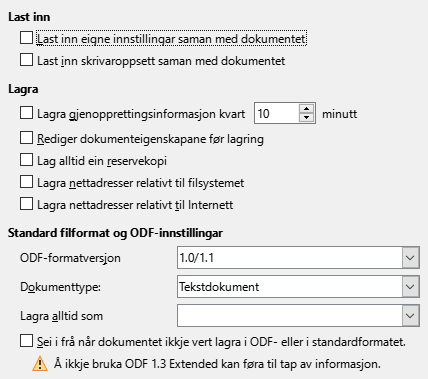 Last inn
Last inn eigne innstillingar saman med dokumentet
Last inn skrivaroppsett saman med dokumentet
Lagra
Lagra gjenopprettingsinformasjon kvart 10 minutt
Rediger dokumenteigenskapane før lagring
Lag alltid ein reservekopi
Lagra nettadresser relativt til filsystemet
Lagra nettadresser relativt til Internett
Standard filformat og ODF-innstillingar
ODF-formatversjon 1.0/1.1
Dokumenttype: Tekstdokument
Lagra alltid som
Sei i frå når dokumentet ikkje vert lagra i ODF- eller i standardformatet.
Å ikkje bruka ODF 1.3 Extended kan føra til tap av informasjon.